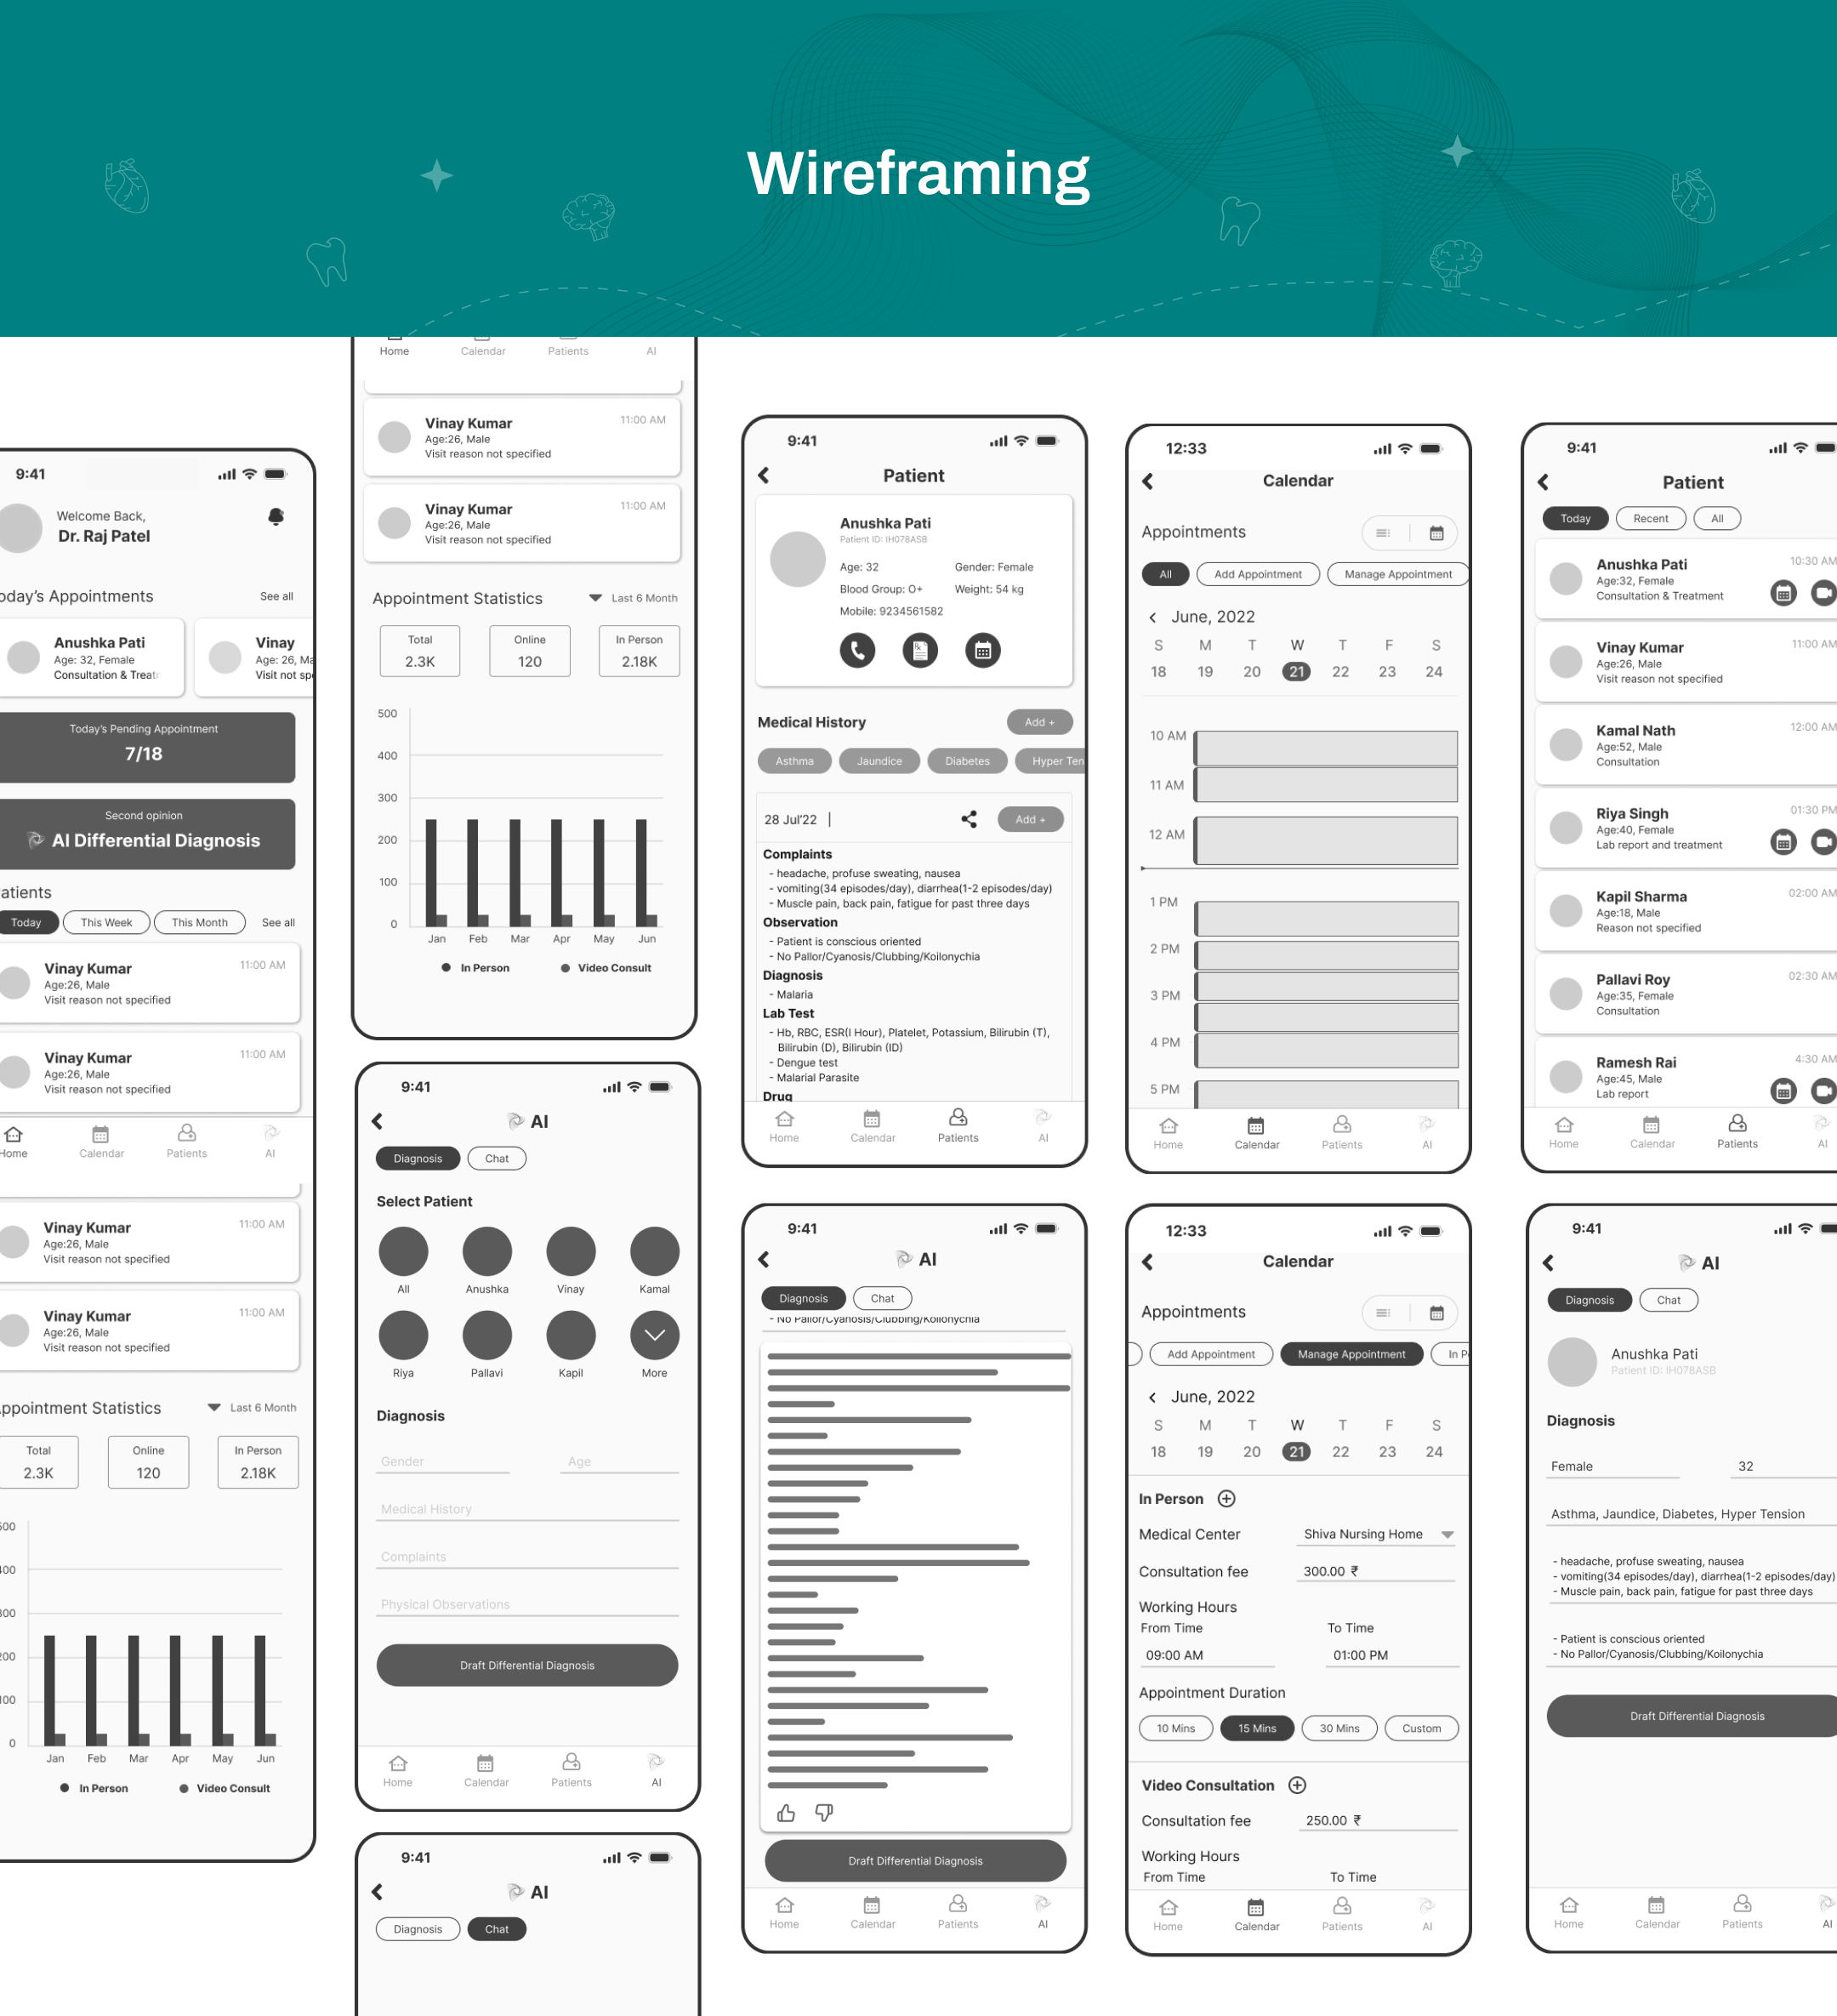 Wireframing
9:41
Welcome Back,
Dr. Raj Patel
oday's Appointments
See all
Anushka Pati
Age: 32, Female
Consultation & Treat
Vinay
Age: 26, Ma
Visit not sp
Today's Pending Appointment
7/18
Second opinion
AI Differential Diagnosis
atients
Today
This Week
This Month
See all
Vinay Kumar
11:00 AM
Age:26, Male
Visit reason not specified
Vinay Kumar
11:00 AM
Age:26, Male
Visit reason not specified
Home
Calendar
Patients
AI
Vinay Kumar
11:00 AM
Age:26, Male
Visit reason not specified
Vinay Kumar
11:00 AM
Age:26, Male
Visit reason not specified
ppointment Statistics
Last 6 Month
Total
2.3K
Online
120
In Person
2.18K
500
400
300
200
100
0
Jan
Feb
Mar
Apr
May
Jun
In Person
Video Consult
Home
Calendar
Patients
AI
Vinay Kumar
11:00 AM
Age:26, Male
Visit reason not specified
Vinay Kumar
11:00 AM
Age:26, Male
Visit reason not specified
Appointment Statistics
Last 6 Month
Total
2.3K
Online
120
In Person
2.18K
500
400
300
200
100
0
Jan
Feb
Mar
Apr
May
Jun
In Person
Video Consult
9:41
AI
Diagnosis
Chat
Select Patient
All
Anushka
Vinay
Kamal
Riya
Pallavi
Kapil
More
Diagnosis
Gender
Age
Medical History
Complaints
Physical Observations
Draft Differential Diagnosis
Home
Calendar
Patients
AI
9:41
AI
Diagnosis
Chat
9:41
Patient
Anushka Pati
Patient ID: IH078ASB
Age: 32
Gender: Female
Blood Group: O+
Weight: 54 kg
Mobile: 9234561582
Medical History
Add +
Asthma
Jaundice
Diabetes
Hyper Ten
28 Jul'22
Add +
Complaints
- headache, profuse sweating, nausea
- vomiting(34 episodes/day), diarrhea(1-2 episodes/day)
- Muscle pain, back pain, fatigue for past three days
Observation
- Patient is conscious oriented
- No Pallor/Cyanosis/Clubbing/Koilonychia
Diagnosis
- Malaria
Lab Test
- Hb, RBC, ESR(I Hour), Platelet, Potassium, Bilirubin (T),
Bilirubin (D), Bilirubin (ID)
- Dengue test
- Malarial Parasite
Drug
Home
Calendar
Patients
AI
9:41
AI
Diagnosis
Chat
- No Pallor/Cyanosis/Clubbing/Koilonychia
Draft Differential Diagnosis
Home
Calendar
Patients
AI
12:33
Calendar
Appointments
All
Add Appointment
Manage Appointment
June, 2022
S M T W T F S
18 19 20 21 22 23 24
10 AM
11 AM
12 AM
1 PM
2 PM
3 PM
4 PM
5 PM
Home
Calendar
Patients
AI
12:33
Calendar
Appointments
Add Appointment
Manage Appointment
In P
June, 2022
S M T W T F S
18 19 20 21 22 23 24
In Person
Medical Center
Shiva Nursing Home
Consultation fee
300.00 ₹
Working Hours
From Time
To Time
09:00 AM
01:00 PM
Appointment Duration
10 Mins
15 Mins
30 Mins
Custom
Video Consultation
Consultation fee
250.00 ₹
Working Hours
From Time
To Time
Home
Calendar
Patients
AI
9:41
Patient
Today
Recent
All
Anushka Pati
10:30 AM
Age:32, Female
Consultation & Treatment
Vinay Kumar
11:00 AM
Age:26, Male
Visit reason not specified
Kamal Nath
12:00 AM
Age:52, Male
Consultation
Riya Singh
01:30 PM
Age:40, Female
Lab report and treatment
Kapil Sharma
02:00 AM
Age:18, Male
Reason not specified
Pallavi Roy
02:30 AM
Age:35, Female
Consultation
Ramesh Rai
4:30 AM
Age:45, Male
Lab report
Home
Calendar
Patients
AI
9:41
AI
Diagnosis
Chat
Anushka Pati
Patient ID: IH078ASB
Diagnosis
Female
32
Asthma, Jaundice, Diabetes, Hyper Tension
- headache, profuse sweating, nausea
- vomiting(34 episodes/day), diarrhea(1-2 episodes/day)
- Muscle pain, back pain, fatigue for past three days
- Patient is conscious oriented
- No Pallor/Cyanosis/Clubbing/Koilonychia
Draft Differential Diagnosis
Home
Calendar
Patients
AI